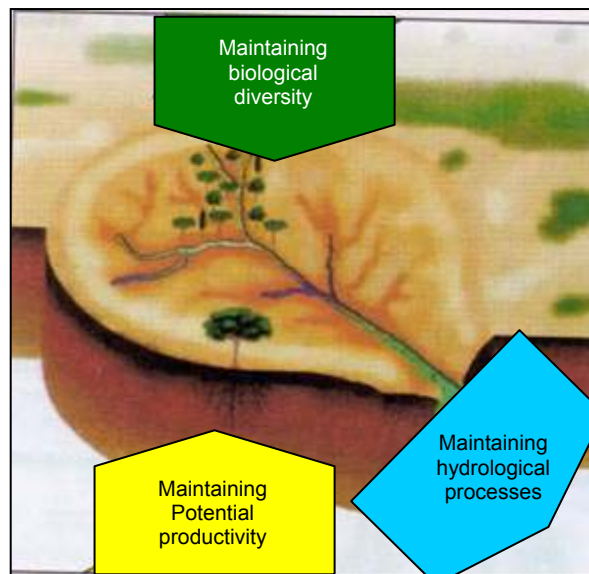 Maintaining
biological
diversity
Maintaining
hydrological
processes
Maintaining
Potential
productivity